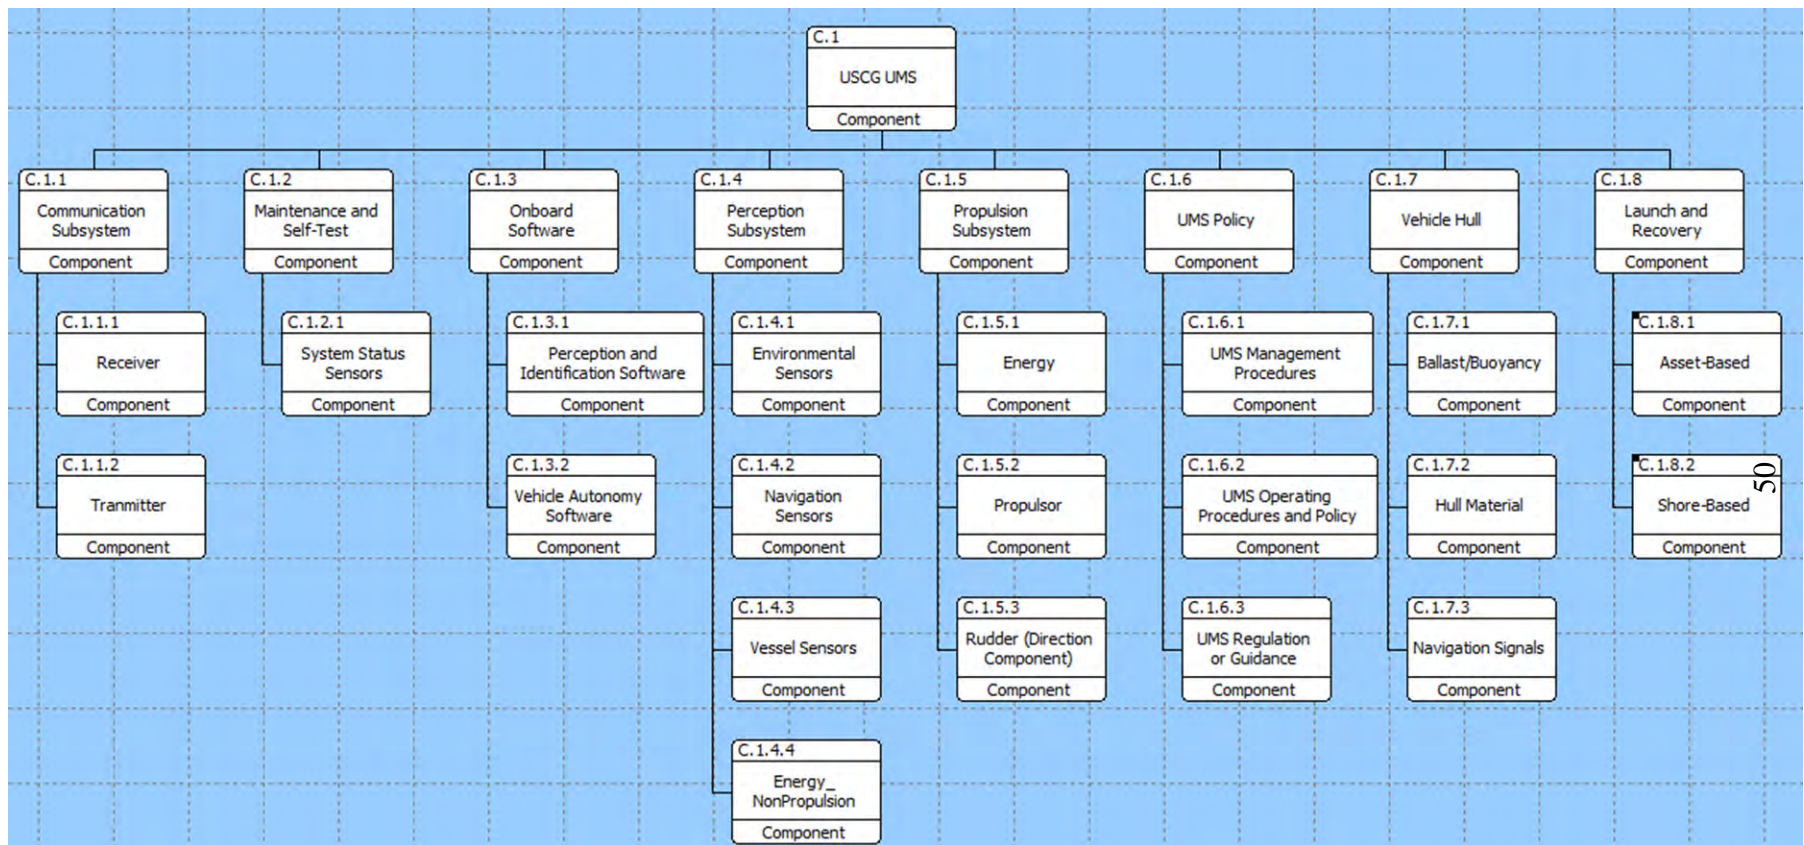 C.1
USCG UMS
Component
C.1.1
Communication
Subsystem
Component
C.1.2
Maintenance and
Self-Test
Component
C.1.3
Onboard
Software
Component
C.1.4
Perception
Subsystem
Component
C.1.5
Propulsion
Subsystem
Component
C.1.6
UMS Policy
Component
C.1.7
Vehicle Hull
Component
C.1.8
Launch and
Recovery
Component
C.1.1.1
Receiver
Component
C.1.2.1
System Status
Sensors
Component
C.1.3.1
Perception and
Identification Software
Component
C.1.4.1
Environmental
Sensors
Component
C.1.5.1
Energy
Component
C.1.6.1
UMS Management
Procedures
Component
C.1.7.1
Ballast/Buoyancy
Component
C.1.8.1
Asset-Based
Component
C.1.1.2
Tranmitter
Component
C.1.3.2
Vehicle Autonomy
Software
Component
C.1.4.2
Navigation
Sensors
Component
C.1.5.2
Propulsor
Component
C.1.6.2
UMS Operating
Procedures and Policy
Component
C.1.7.2
Hull Material
Component
C.1.8.2
Shore-Based
Component
50
C.1.4.3
Vessel Sensors
Component
C.1.5.3
Rudder (Direction
Component)
Component
C.1.6.3
UMS Regulation
or Guidance
Component
C.1.7.3
Navigation Signals
Component
C.1.4.4
Energy_
NonPropulsion
Component